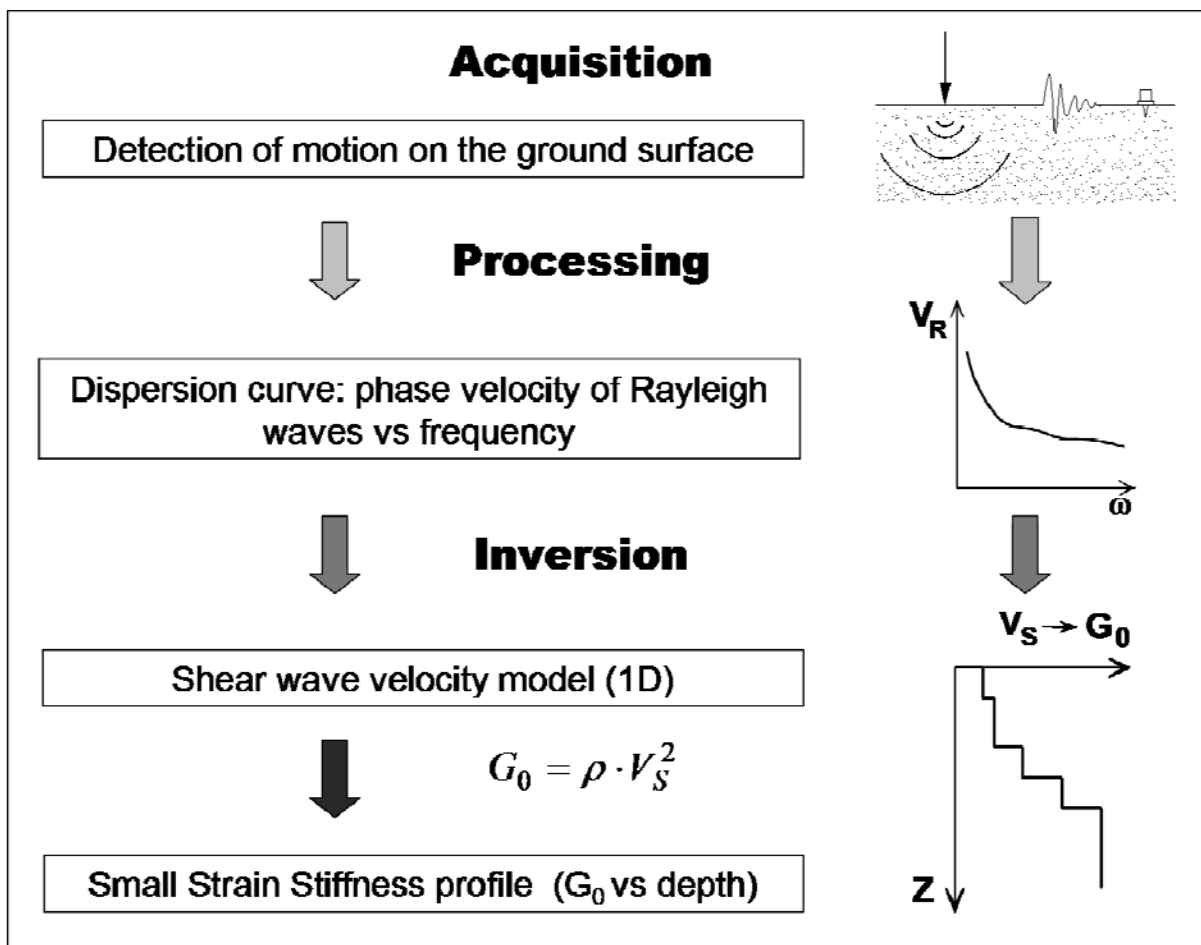 Acquisition
Detection of motion on the ground surface
Processing
V_R
Dispersion curve: phase velocity of Rayleigh
waves vs frequency
ω
Inversion
V_S → G_0
Shear wave velocity model (1D)
G_0 = ρ · V_S^2
Small Strain Stiffness profile (G_0 vs depth)
Z